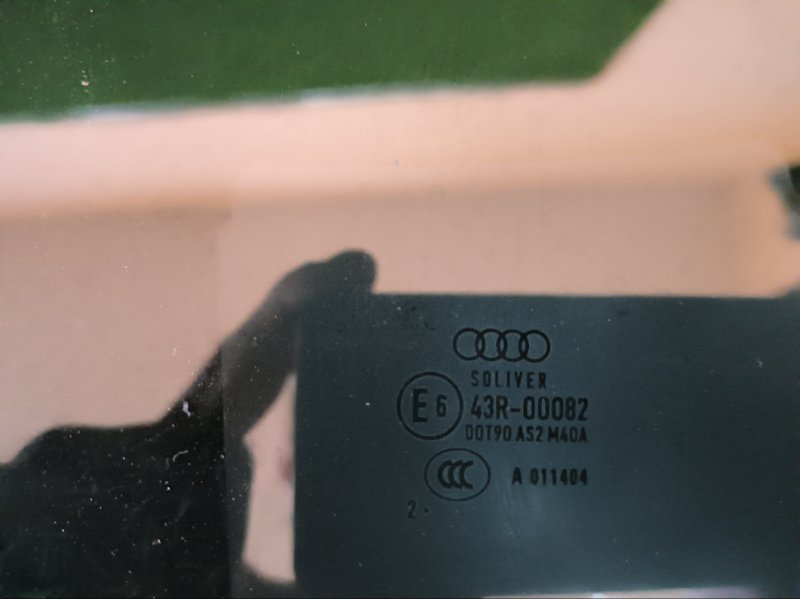 SOLIVER
E6 43R-00082
DOT90 AS2 M40A
CCC A 011404
2 .